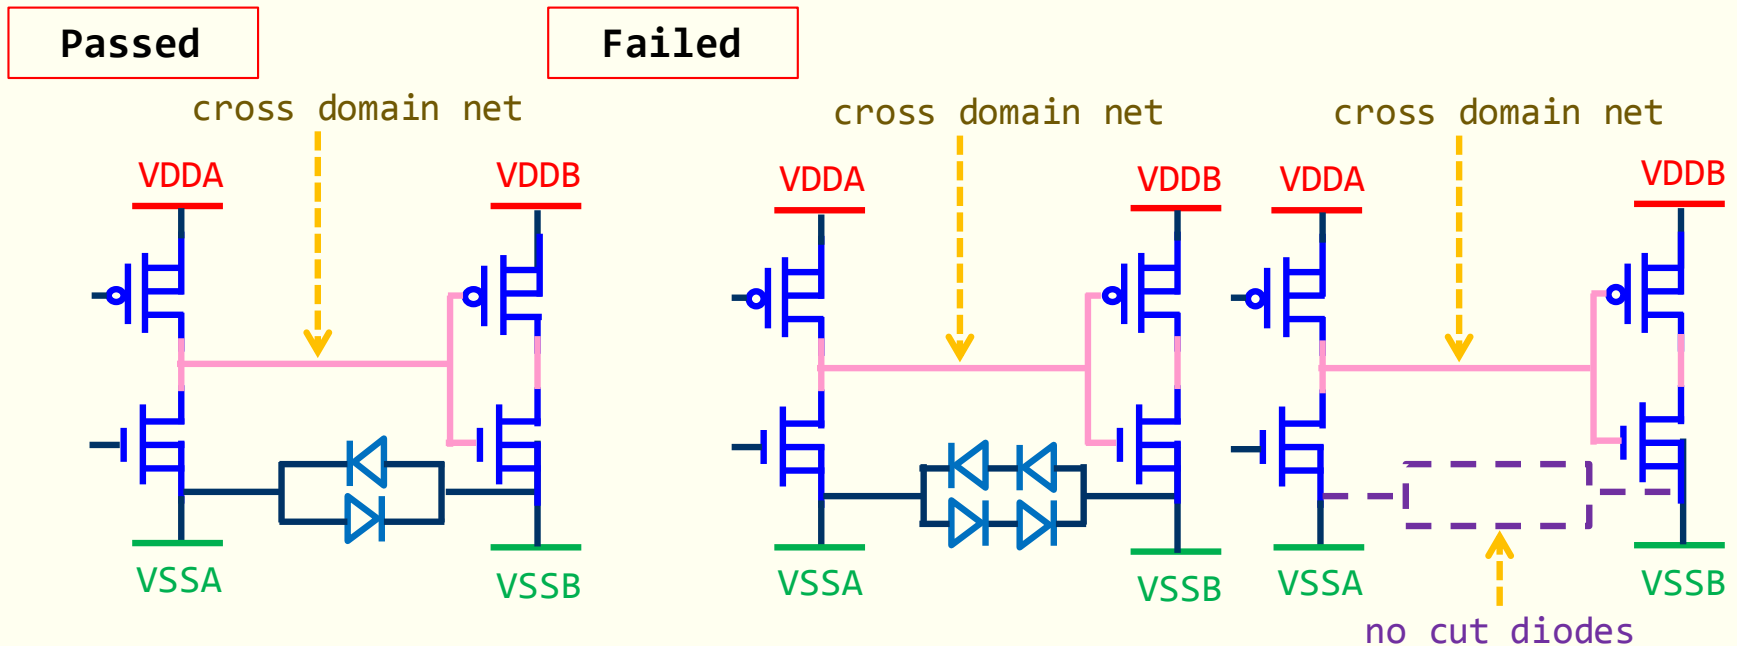 Passed
Failed
cross domain net
cross domain net
cross domain net
VDDA
VDDB
VDDA
VDDB
VDDA
VDDB
VSSA
VSSB
VSSA
VSSB
VSSA
VSSB
no cut diodes